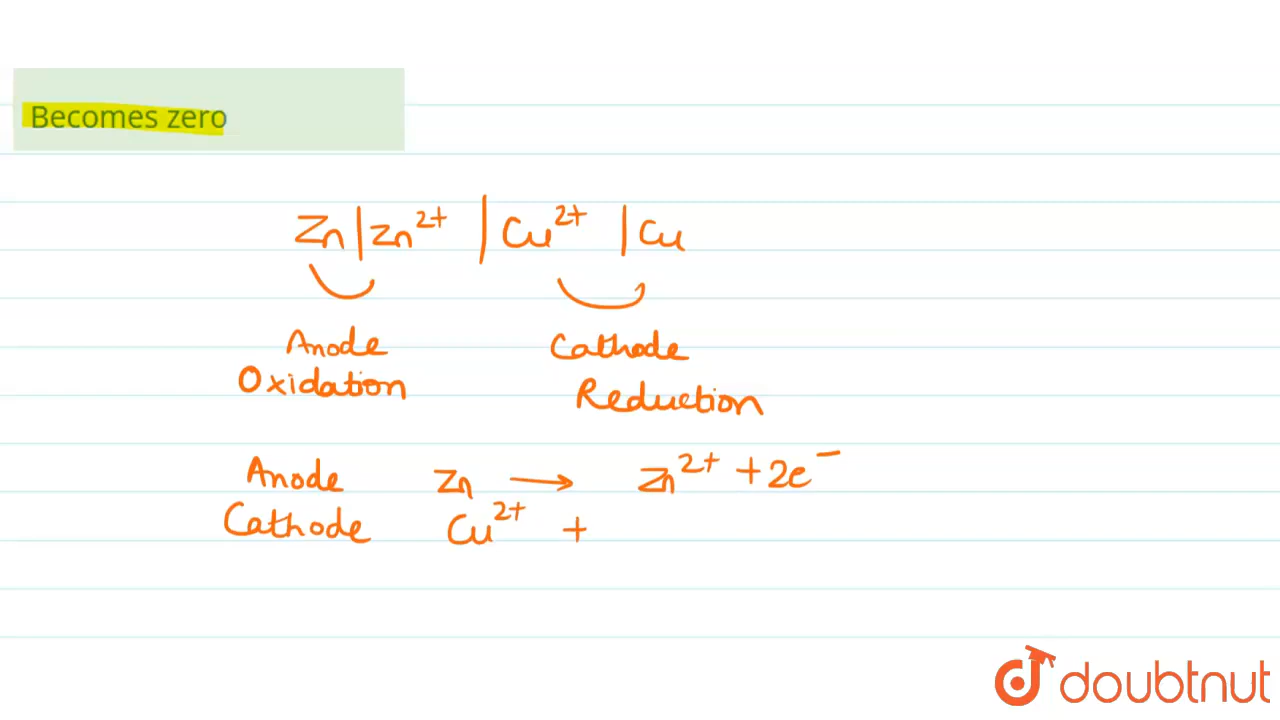 Becomes zero
Zn | Zn²⁺ | Cu²⁺ | Cu
Anode Cathode
Oxidation Reduction
Anode Zn → Zn²⁺ + 2e⁻
Cathode Cu²⁺ +
doubtnut